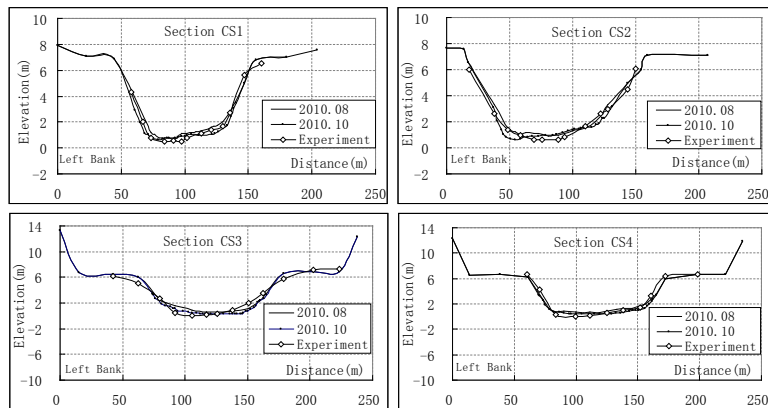 Section CS1
Elevation(m)
10
8
6
4
2
0
-2
2010.08
2010.10
Experiment
Left Bank
Distance(m)
0 50 100 150 200 250
Section CS2
Elevation(m)
10
8
6
4
2
0
-2
2010.08
2010.10
Experiment
Left Bank
Distance(m)
0 50 100 150 200 250
Section CS3
Elevation(m)
14
10
6
2
-2
-6
-10
2010.08
2010.10
Experiment
Left Bank
Distance(m)
0 50 100 150 200 250
Section CS4
Elevation(m)
14
10
6
2
-2
-6
-10
2010.08
2010.10
Experiment
Left Bank
Distance(m)
0 50 100 150 200 250